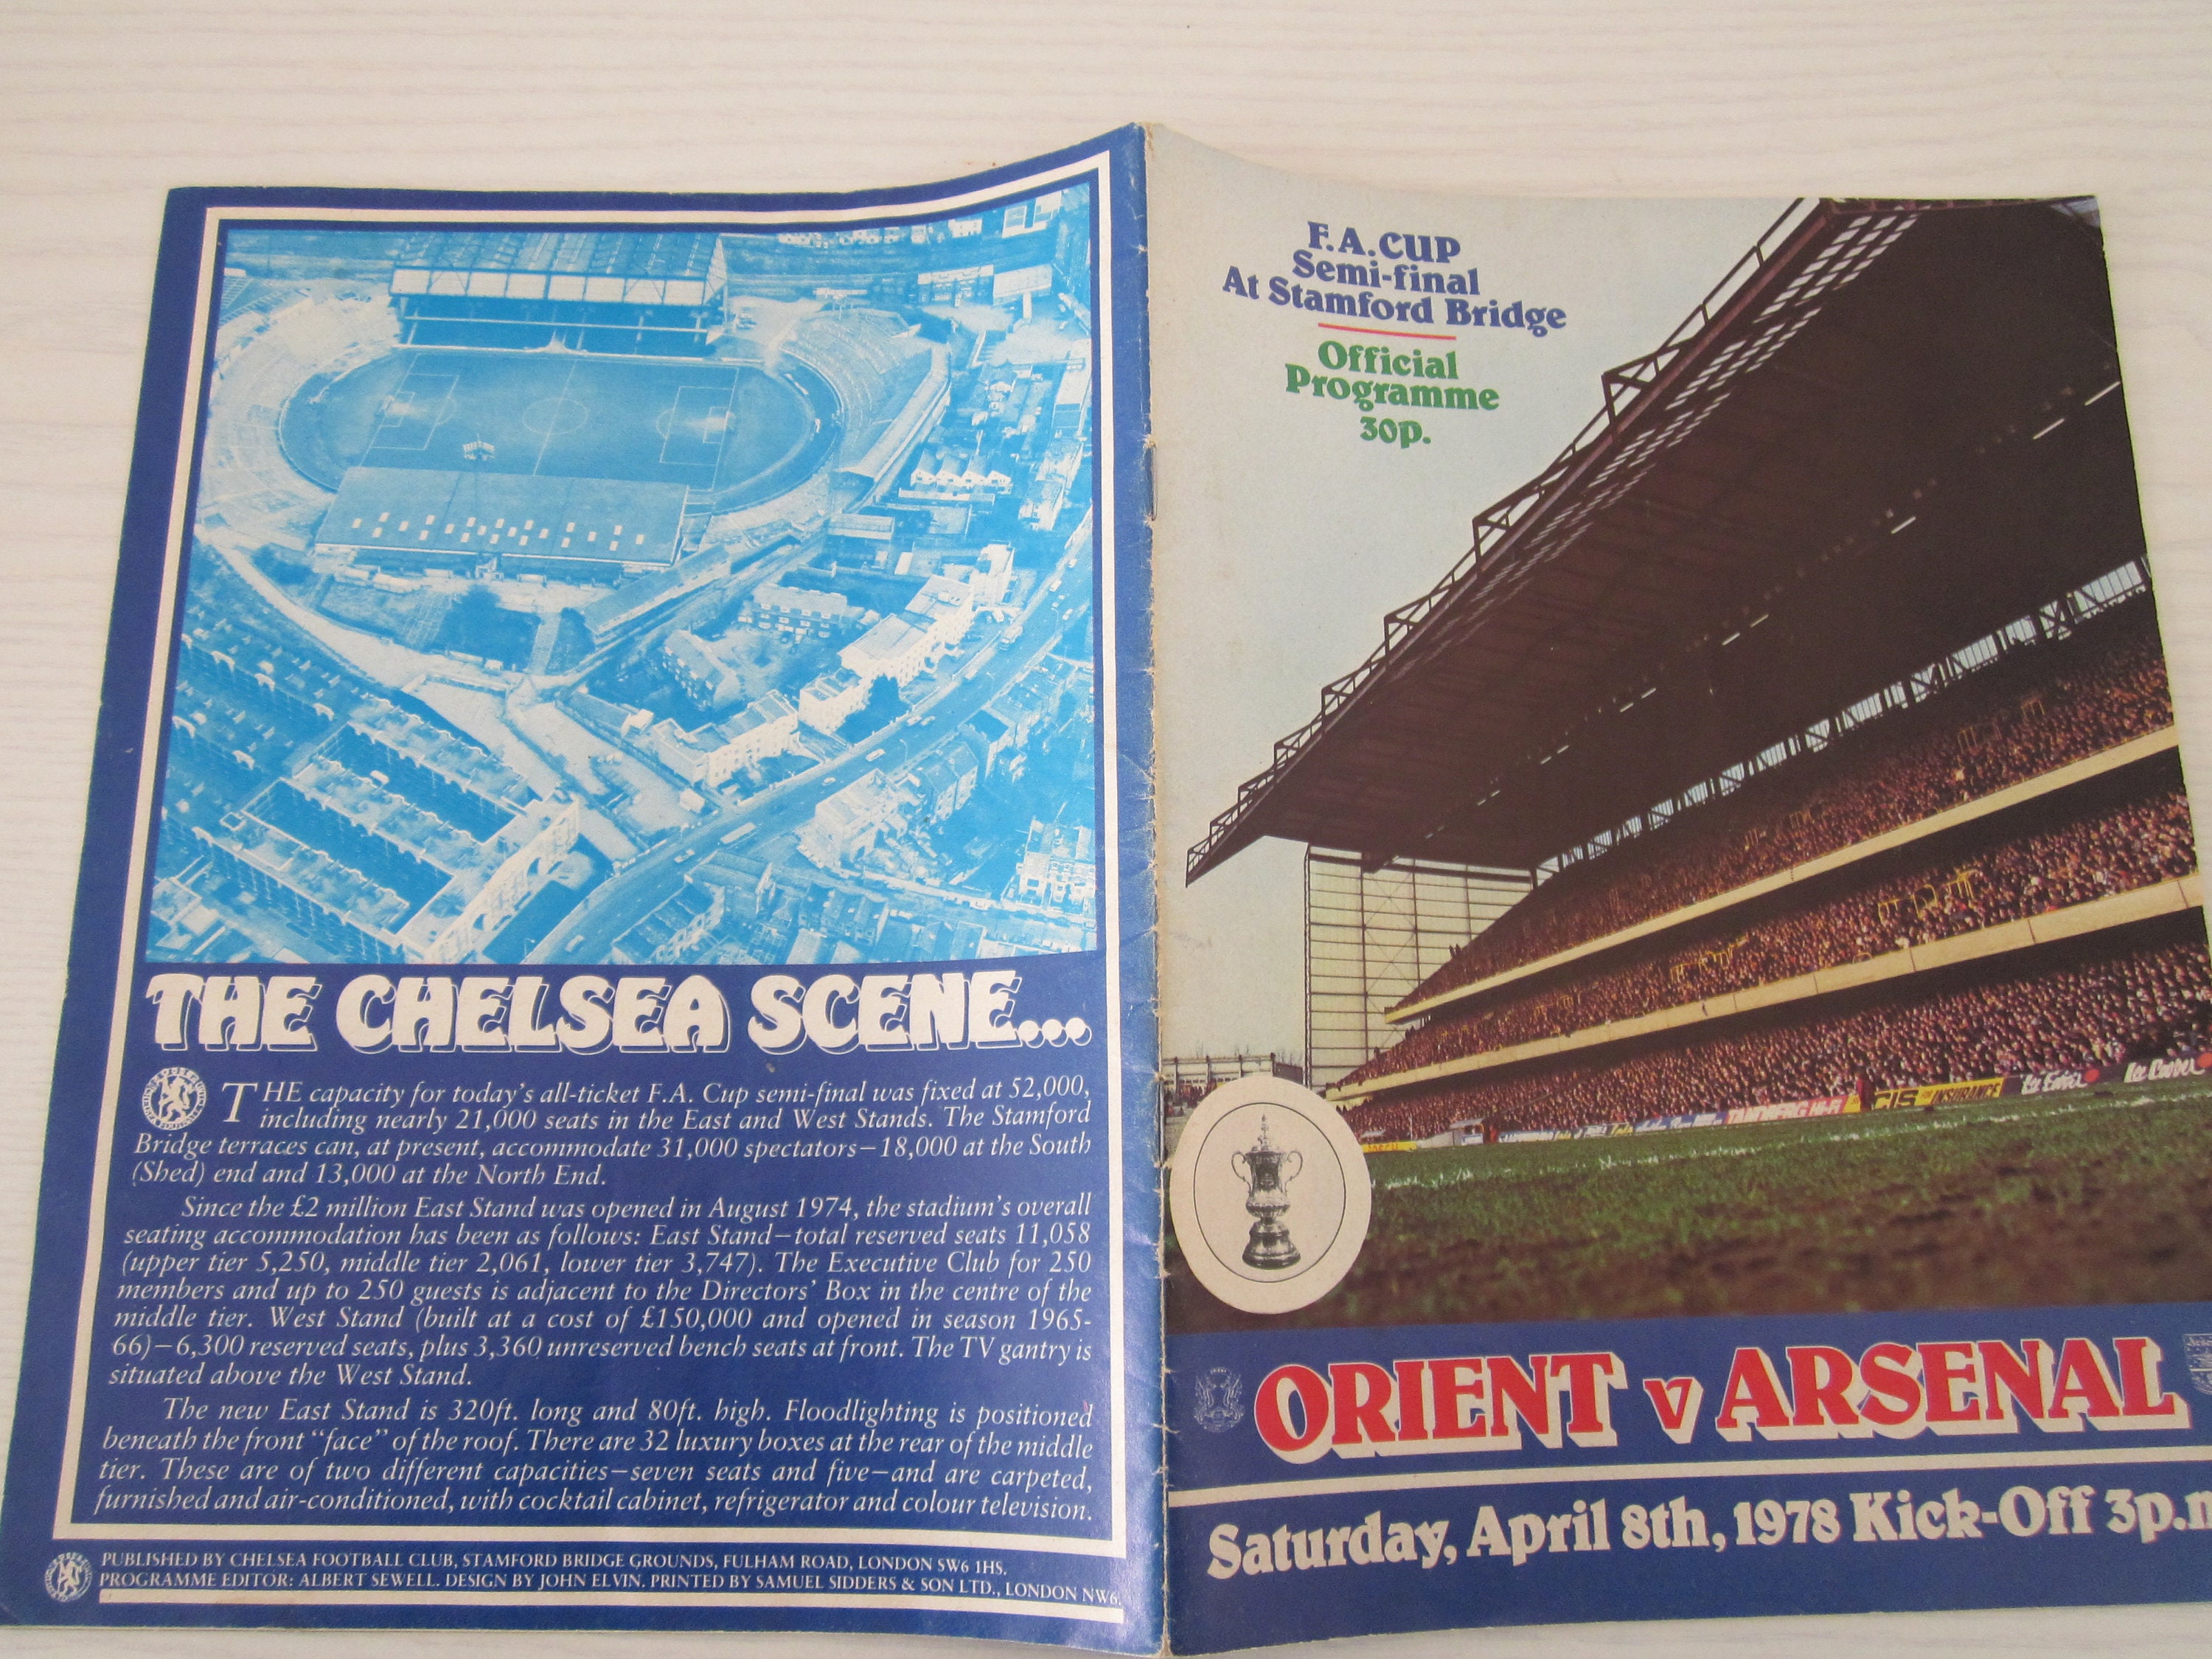 THE CHELSEA SCENE...
THE capacity for today's all-ticket F.A. Cup semi-final was fixed at 52,000,
including nearly 21,000 seats in the East and West Stands. The Stamford
Bridge terraces can, at present, accommodate 31,000 spectators—18,000 at the South
(Shed) end and 13,000 at the North End.
Since the £2 million East Stand was opened in August 1974, the stadium's overall
seating accommodation has been as follows: East Stand—total reserved seats 11,058
(upper tier 5,250, middle tier 2,061, lower tier 3,747). The Executive Club for 250
members and up to 250 guests is adjacent to the Directors' Box in the centre of the
middle tier. West Stand (built at a cost of £150,000 and opened in season 1965-
66)—6,300 reserved seats, plus 3,360 unreserved bench seats at front. The TV gantry is
situated above the West Stand.
The new East Stand is 320ft. long and 80ft. high. Floodlighting is positioned
beneath the front "face" of the roof. There are 32 luxury boxes at the rear of the middle
tier. These are of two different capacities—seven seats and five—and are carpeted,
furnished and air-conditioned, with cocktail cabinet, refrigerator and colour television.
PUBLISHED BY CHELSEA FOOTBALL CLUB, STAMFORD BRIDGE GROUNDS, FULHAM ROAD, LONDON SW6 1HS.
PROGRAMME EDITOR: ALBERT SEWELL. DESIGN BY JOHN ELVIN. PRINTED BY SAMUEL SIDDERS & SON LTD., LONDON NW6.
F.A. CUP
Semi-final
At Stamford Bridge
Official
Programme
30p.
CIS INSURANCE
Lee Cooper
ORIENT v ARSENAL
Saturday, April 8th, 1978 Kick-Off 3p.m